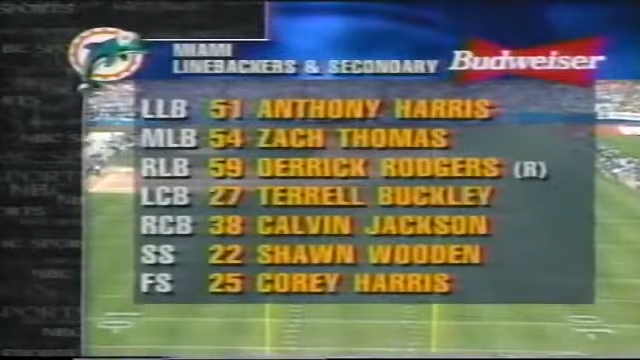 MIAMI
LINEBACKERS & SECONDARY
Budweiser
LLB 51 ANTHONY HARRIS
MLB 54 ZACH THOMAS
RLB 59 DERRICK RODGERS (R)
LCB 27 TERRELL BUCKLEY
RCB 38 CALVIN JACKSON
SS 22 SHAWN WOODEN
FS 25 COREY HARRIS